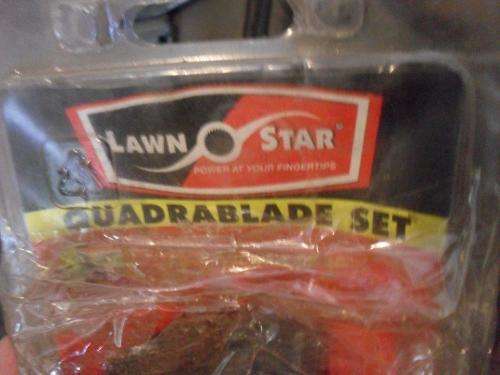 LAWN STAR®
POWER AT YOUR FINGERTIPS
QUADRABLADE SET